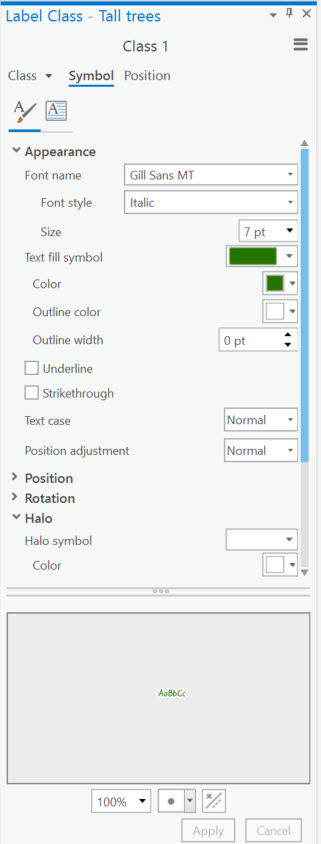 Label Class - Tall trees
Class 1
Class Symbol Position
Appearance
Font name Gill Sans MT
Font style Italic
Size 7 pt
Text fill symbol
Color
Outline color
Outline width 0 pt
Underline
Strikethrough
Text case Normal
Position adjustment Normal
Position
Rotation
Halo
Halo symbol
Color
AaBbCc
100%
Apply Cancel